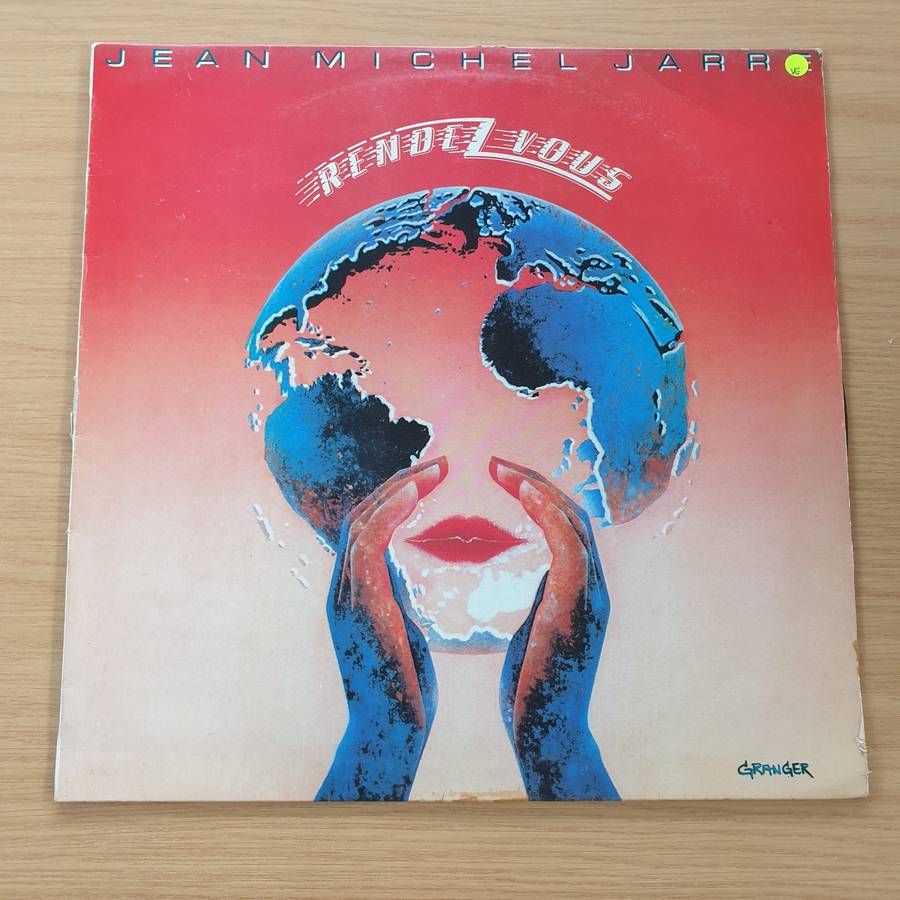 JEAN MICHEL JARRE
VG
RENDEZ VOUS
GRANGER